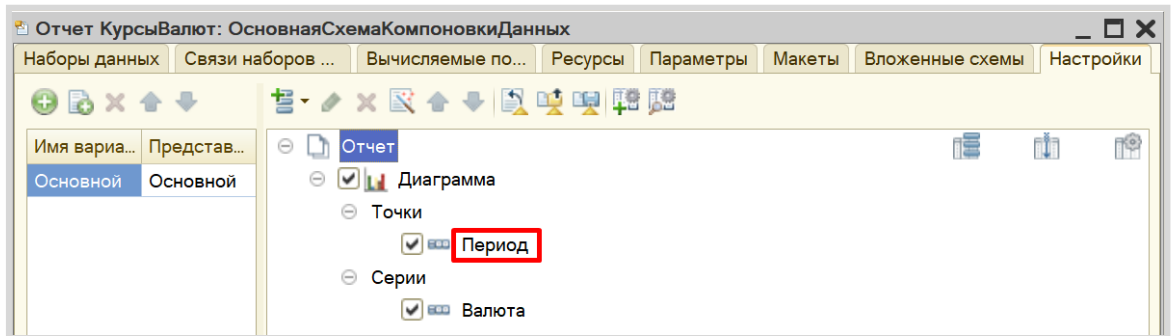 Отчет КурсыВалют: ОсновнаяСхемаКомпоновкиДанных
Наборы данных Связи наборов ... Вычисляемые по... Ресурсы Параметры Макеты Вложенные схемы Настройки
Имя вариа... Представ...
Основной Основной
Отчет
Диаграмма
Точки
Период
Серии
Валюта